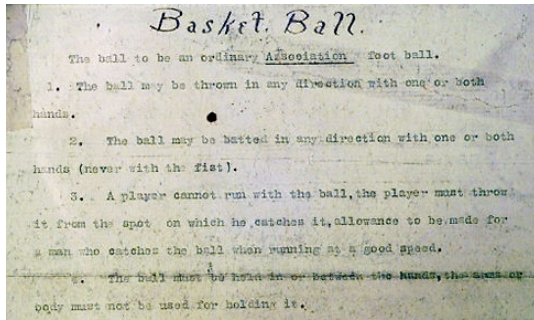 Basket Ball.
The ball to be an ordinary Association foot ball.
1. The ball may be thrown in any direction with one or both
hands.
2. The ball may be batted in any direction with one or both
hands (never with the fist).
3. A player cannot run with the ball, the player must throw
it from the spot on which he catches it, allowance to be made for
a man who catches the ball when running at a good speed.
4. The ball must be held in or between the hands, the arms or
body must not be used for holding it.